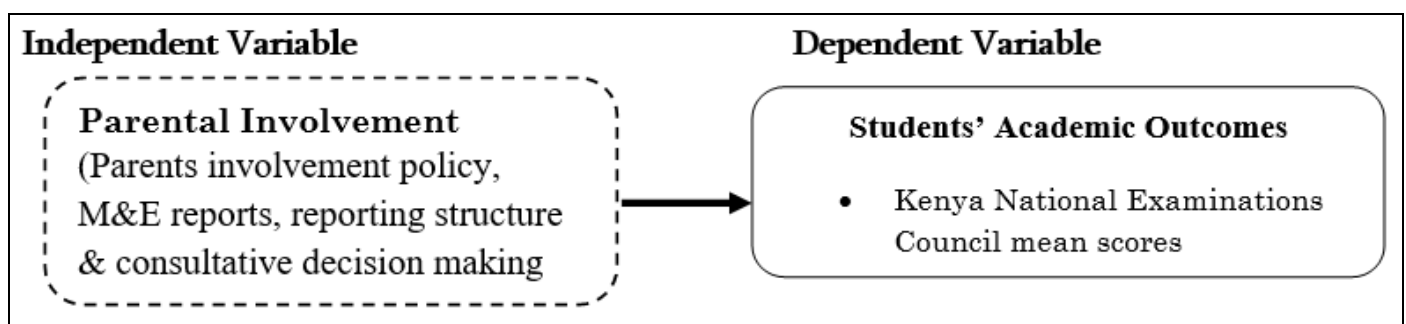 Independent Variable
Dependent Variable
Parental Involvement
(Parents involvement policy,
M&E reports, reporting structure
& consultative decision making
Students’ Academic Outcomes
• Kenya National Examinations
Council mean scores